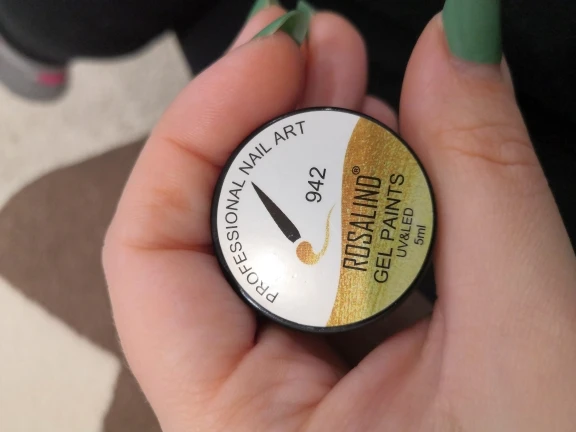 PROFESSIONAL NAIL ART
942
ROSALIND®
GEL PAINTS
UV&LED
5ml